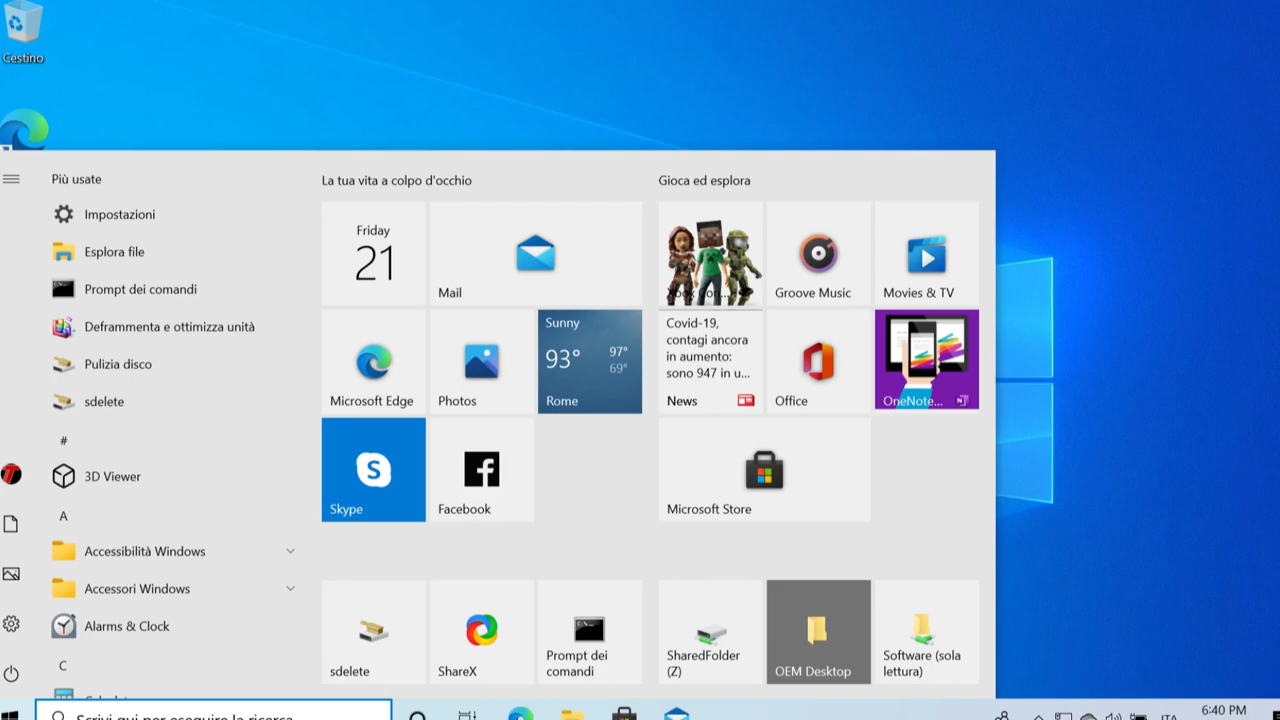 Cestino
Più usate
Impostazioni
Esplora file
Prompt dei comandi
Deframmenta e ottimizza unità
Pulizia disco
sdelete
#
3D Viewer
A
Accessibilità Windows
Accessori Windows
Alarms & Clock
C
La tua vita a colpo d'occhio
Friday
21
Mail
Microsoft Edge
Photos
Sunny
93° 97°
69°
Rome
Skype
Facebook
sdelete
ShareX
Prompt dei
comandi
Gioca ed esplora
Groove Music
Movies & TV
Covid-19,
contagi ancora
in aumento:
sono 947 in u...
News
Office
OneNote...
Microsoft Store
SharedFolder
(Z)
OEM Desktop
Software (sola
lettura)
Scrivi qui per eseguire la ricerca
ITA
6:40 PM